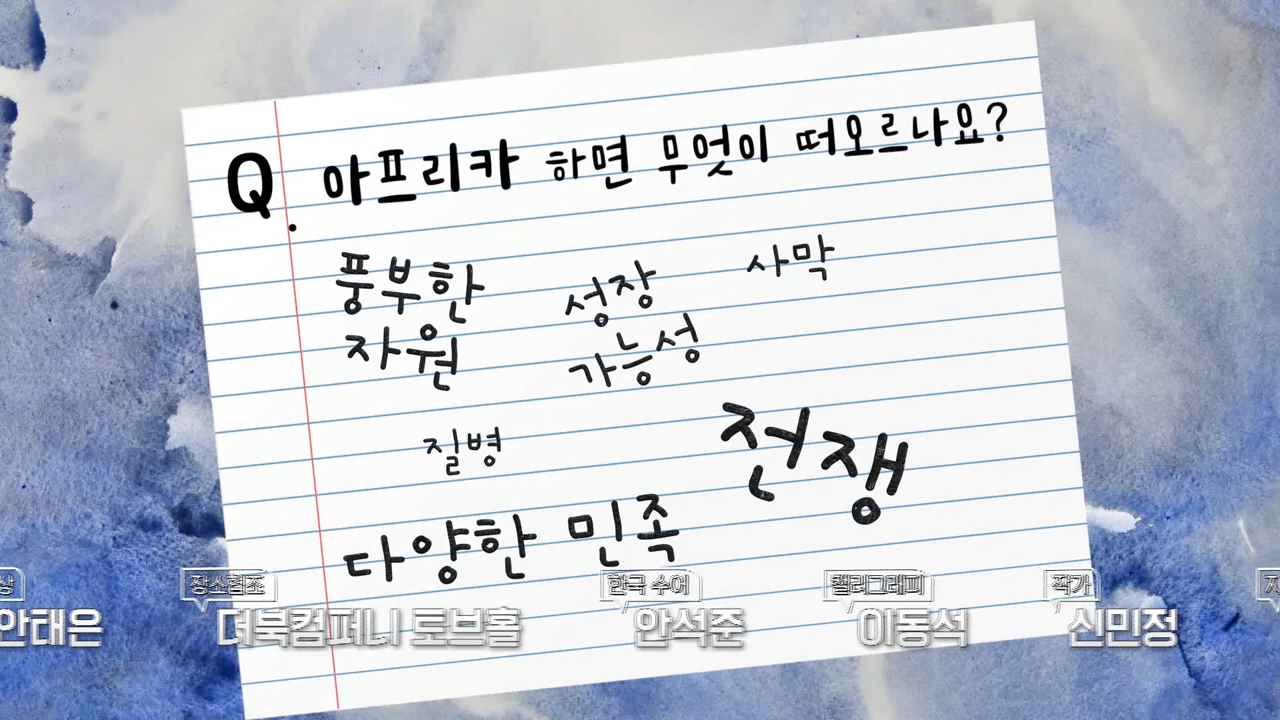 Q. 아프리카 하면 무엇이 떠오르나요?
풍부한
자원
성장
가능성
사막
질병
전쟁
다양한 민족
상
안태은
장소협조
더북컴퍼니 토브홀
한국 수어
안석준
캘리그래피
이동석
작가
신민정